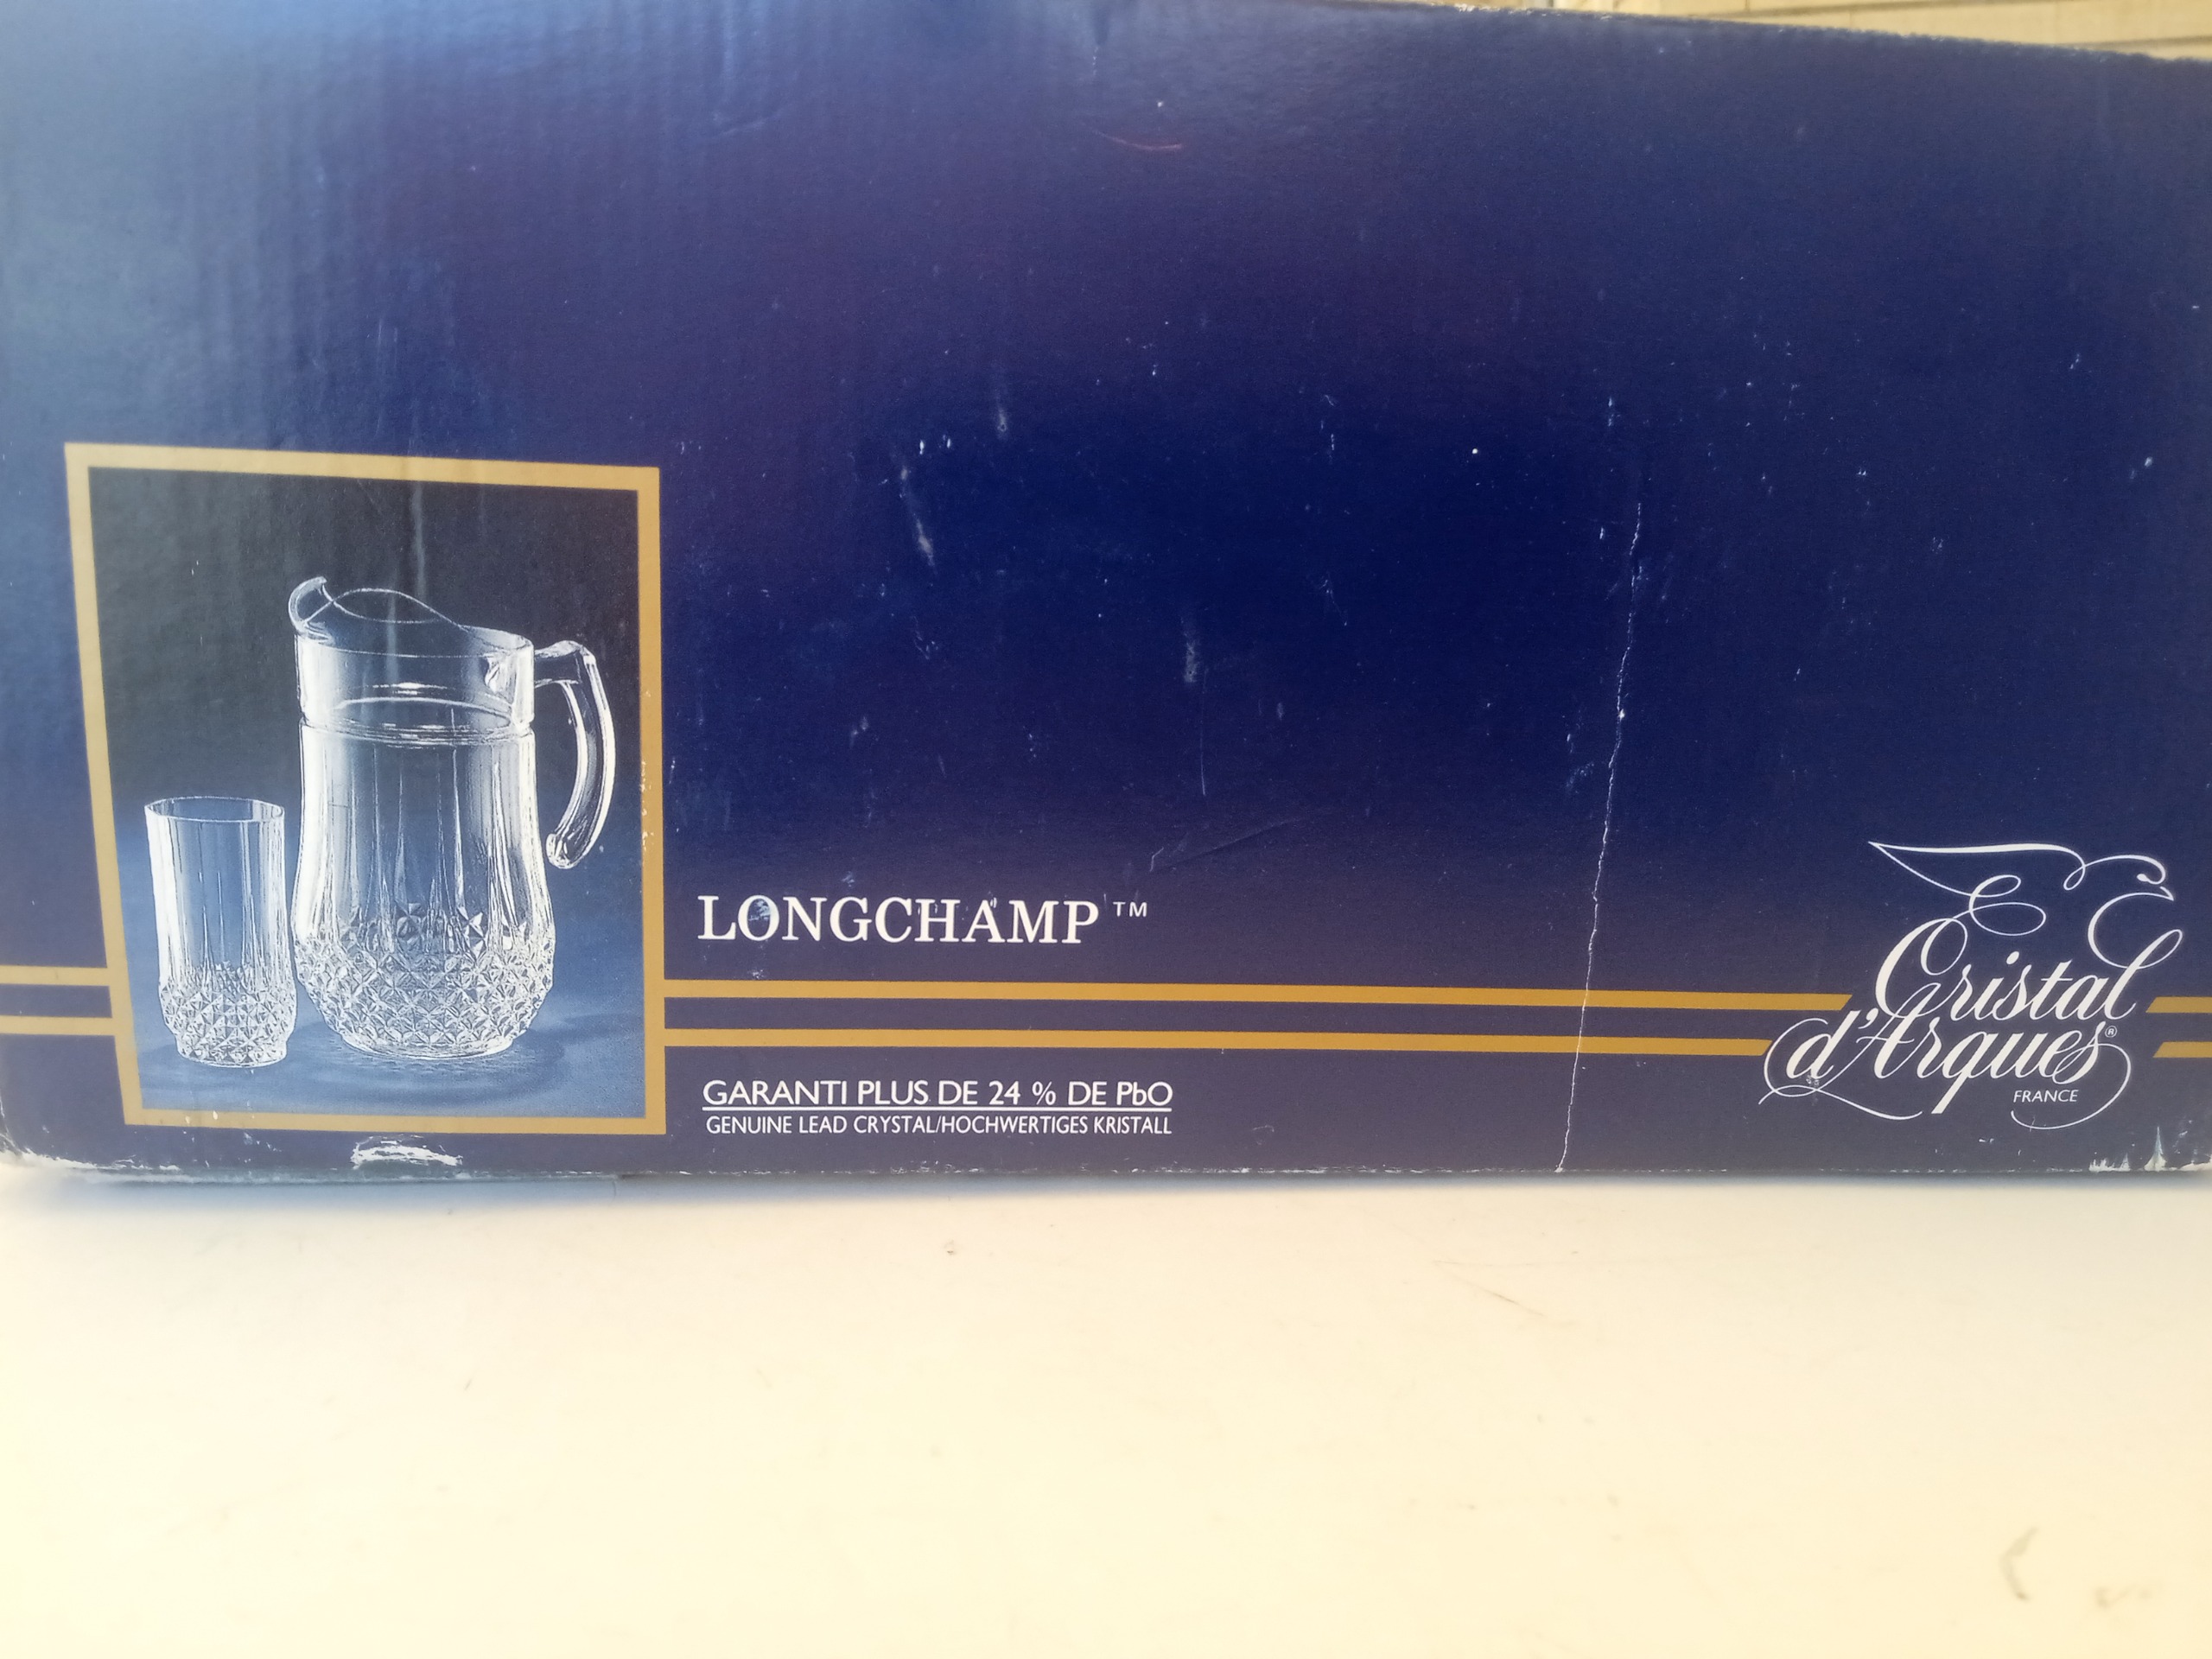 LONGCHAMP™
GARANTI PLUS DE 24 % DE PbO
GENUINE LEAD CRYSTAL/HOCHWERTIGES KRISTALL
Cristal
d'Arques®
FRANCE